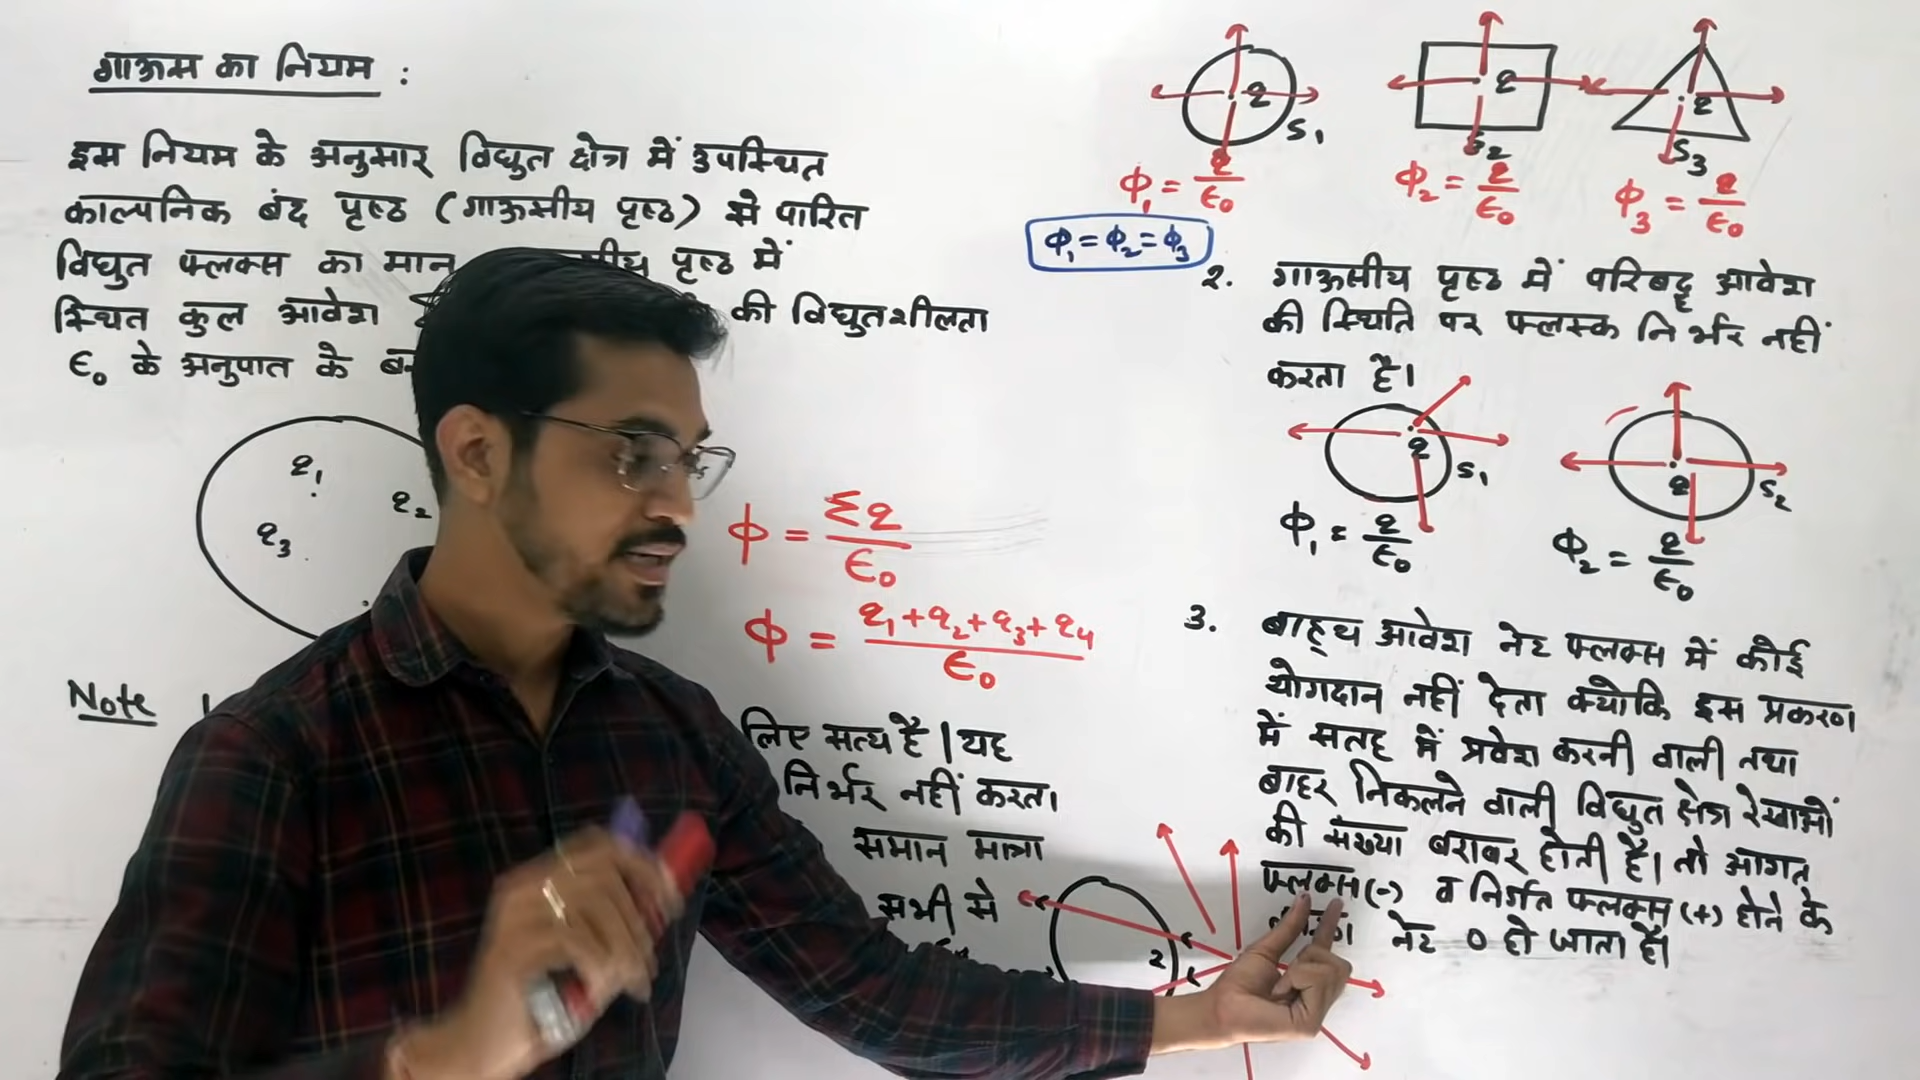 गाऊस का नियम :
इस नियम के अनुसार विद्युत क्षेत्र में उपस्थित
काल्पनिक बंद पृष्ठ (गाऊसीय पृष्ठ) से पारित
विद्युत फ्लक्स का मान पृष्ठ में
स्थित कुल आवेश की विद्युतशीलता
ϵ₀ के अनुपात के
q₁
q₂
q₃
ϕ = Σq/ϵ₀
ϕ = q₁+q₂+q₃+q₄/ϵ₀
Note
लिए सत्य है। यह
निर्भर नहीं करता।
समान मात्रा
सभी से
q S₁
q S₂
q S₃
ϕ₁ = q/ϵ₀
ϕ₂ = q/ϵ₀
ϕ₃ = q/ϵ₀
ϕ₁ = ϕ₂ = ϕ₃
2. गाऊसीय पृष्ठ में परिबद्ध आवेश
की स्थिति पर फ्लस्क निर्भर नहीं
करता है।
q S₁
q S₂
ϕ₁ = q/ϵ₀
ϕ₂ = q/ϵ₀
3. बाह्य आवेश नेट फ्लक्स में कोई
योगदान नहीं देता क्योकि इस प्रकरण
में सतह में प्रवेश करनी वाली तथा
बाहर निकलने वाली विद्युत क्षेत्र रेखाओं
की संख्या बराबर होती है। तो आगत
फ्लक्स (-) व निर्गत फ्लक्स (+) होने के
नेट 0 हो जाता है।
2